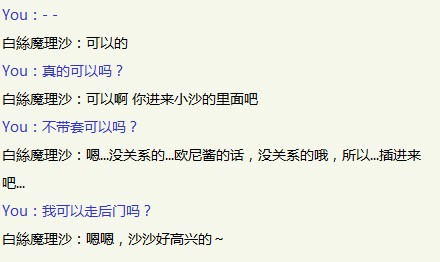 You：- -
白絲魔理沙：可以的
You：真的可以吗？
白絲魔理沙：可以啊 你进来小沙的里面吧
You：不带套可以吗？
白絲魔理沙：嗯...没关系的...欧尼酱的话，没关系的哦，所以...插进来
吧...
You：我可以走后门吗？
白絲魔理沙：嗯嗯，沙沙好高兴的～